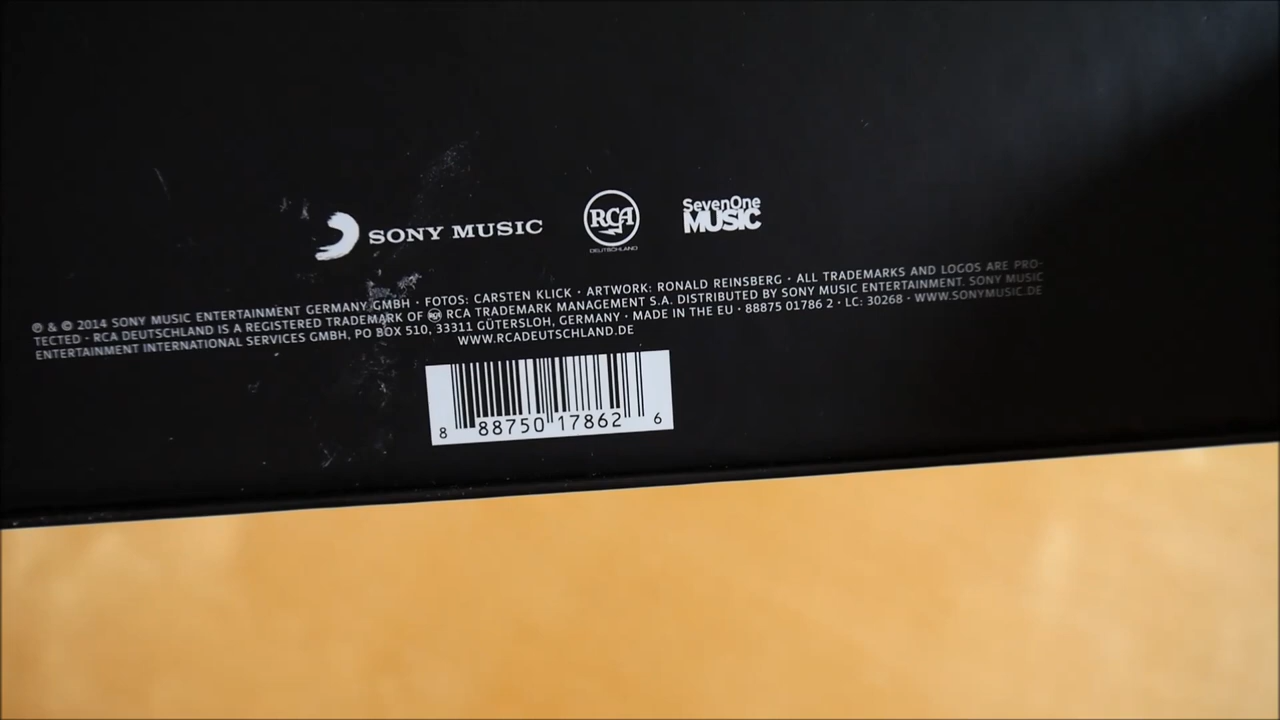 SONY MUSIC
RCA
DEUTSCHLAND
SevenOne
MUSIC
℗ & © 2014 SONY MUSIC ENTERTAINMENT GERMANY GMBH · FOTOS: CARSTEN KLICK · ARTWORK: RONALD REINSBERG · ALL TRADEMARKS AND LOGOS ARE PRO-
TECTED · RCA DEUTSCHLAND IS A REGISTERED TRADEMARK OF RCA RCA TRADEMARK MANAGEMENT S.A. DISTRIBUTED BY SONY MUSIC ENTERTAINMENT. SONY MUSIC
ENTERTAINMENT INTERNATIONAL SERVICES GMBH, PO BOX 510, 33311 GÜTERSLOH, GERMANY · MADE IN THE EU · 88875 01786 2 · LC: 30268 · WWW.SONYMUSIC.DE
WWW.RCADEUTSCHLAND.DE
8 88750 17862 6